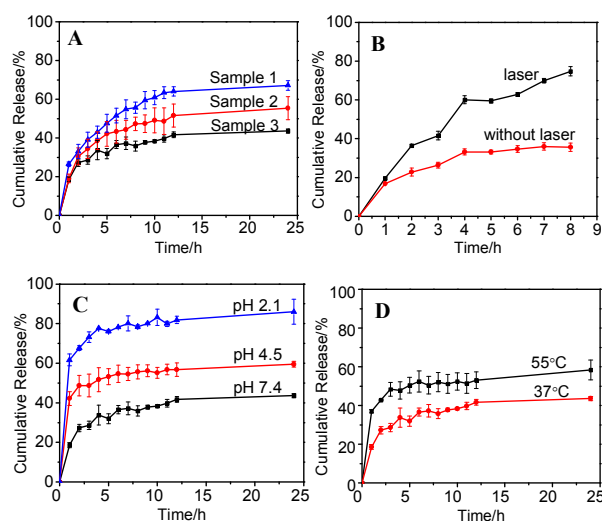 A
Cumulative Release/%
100
80
60
40
20
0
Sample 1
Sample 2
Sample 3
0 5 10 15 20 25
Time/h
B
Cumulative Release/%
100
80
60
40
20
0
laser
without laser
0 1 2 3 4 5 6 7 8 9
Time/h
C
Cumulative Release/%
100
80
60
40
20
0
pH 2.1
pH 4.5
pH 7.4
0 5 10 15 20 25
Time/h
D
Cumulative Release/%
100
80
60
40
20
0
55°C
37°C
0 5 10 15 20 25
Time/h